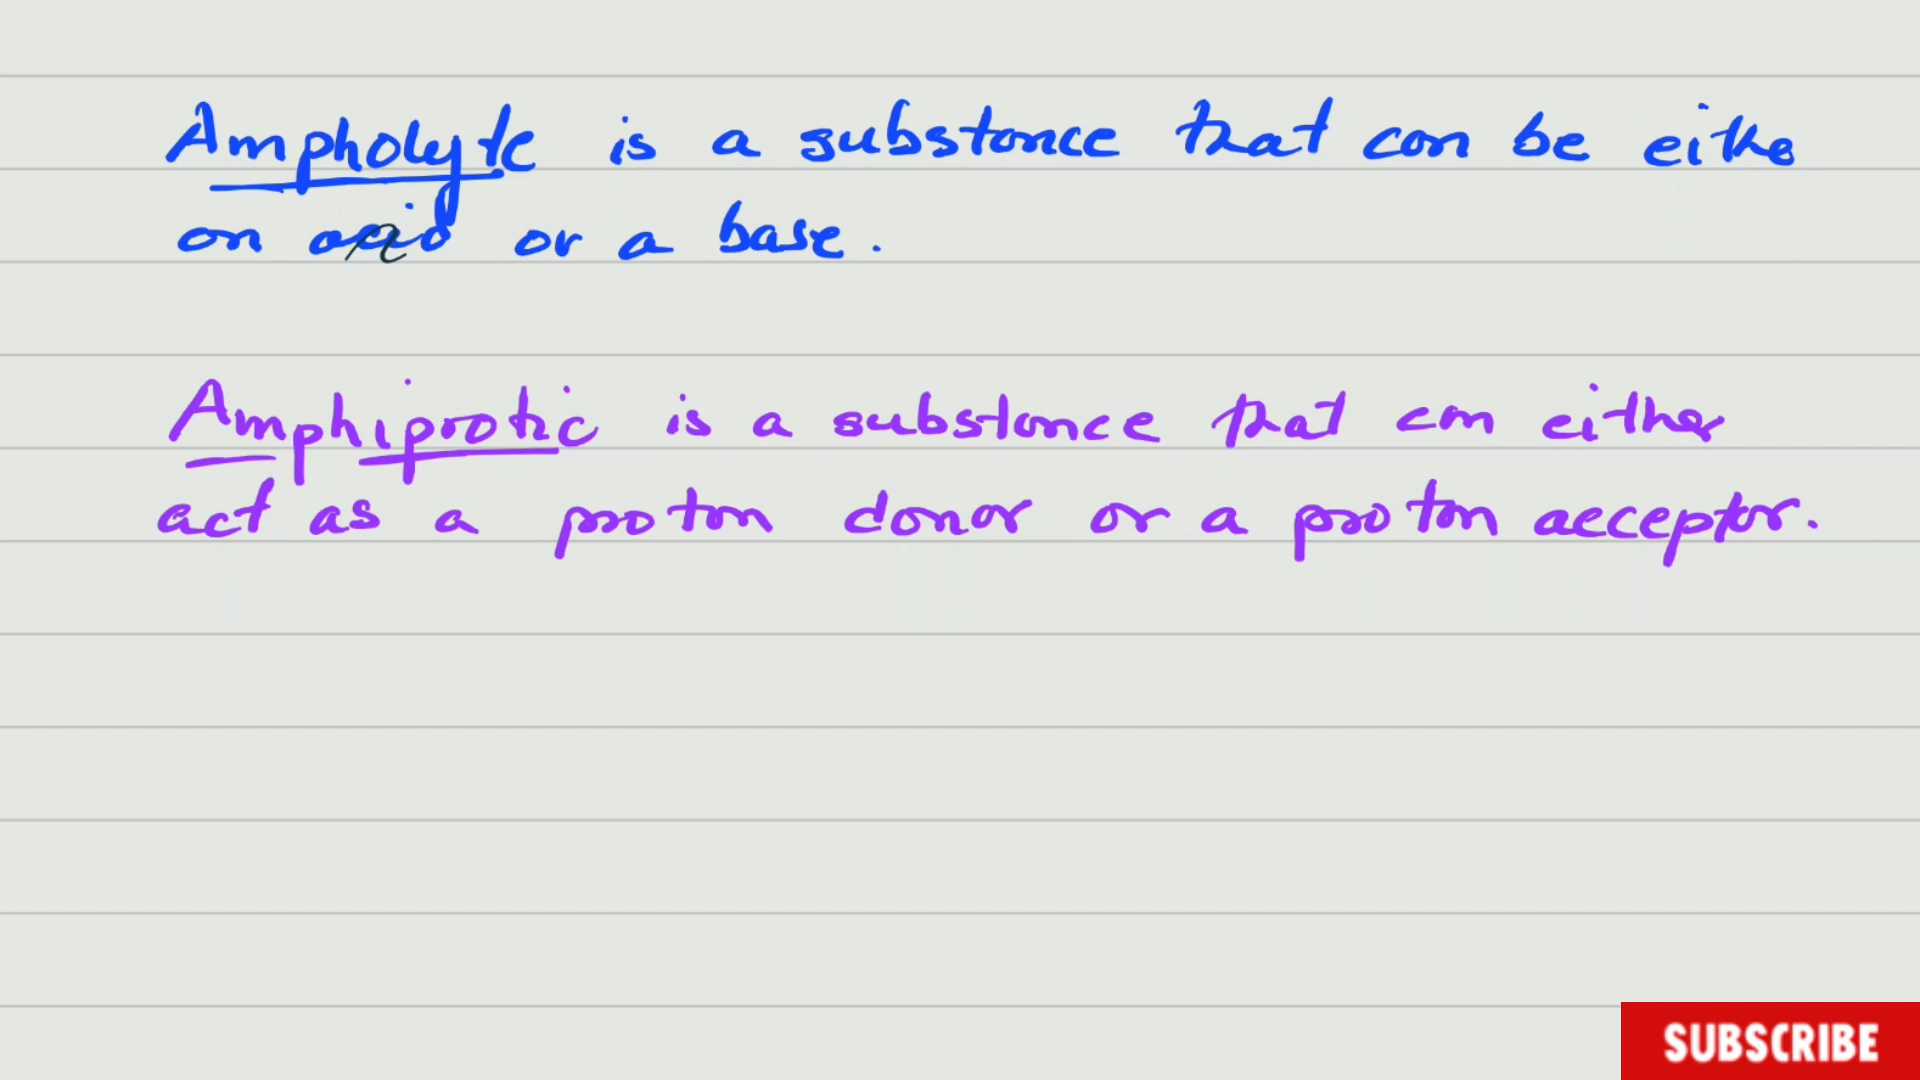 Ampholyte is a substance that can be eithe
an acid or a base.
Amphiprotic is a substance that can either
act as a proton donor or a proton acceptor.
SUBSCRIBE